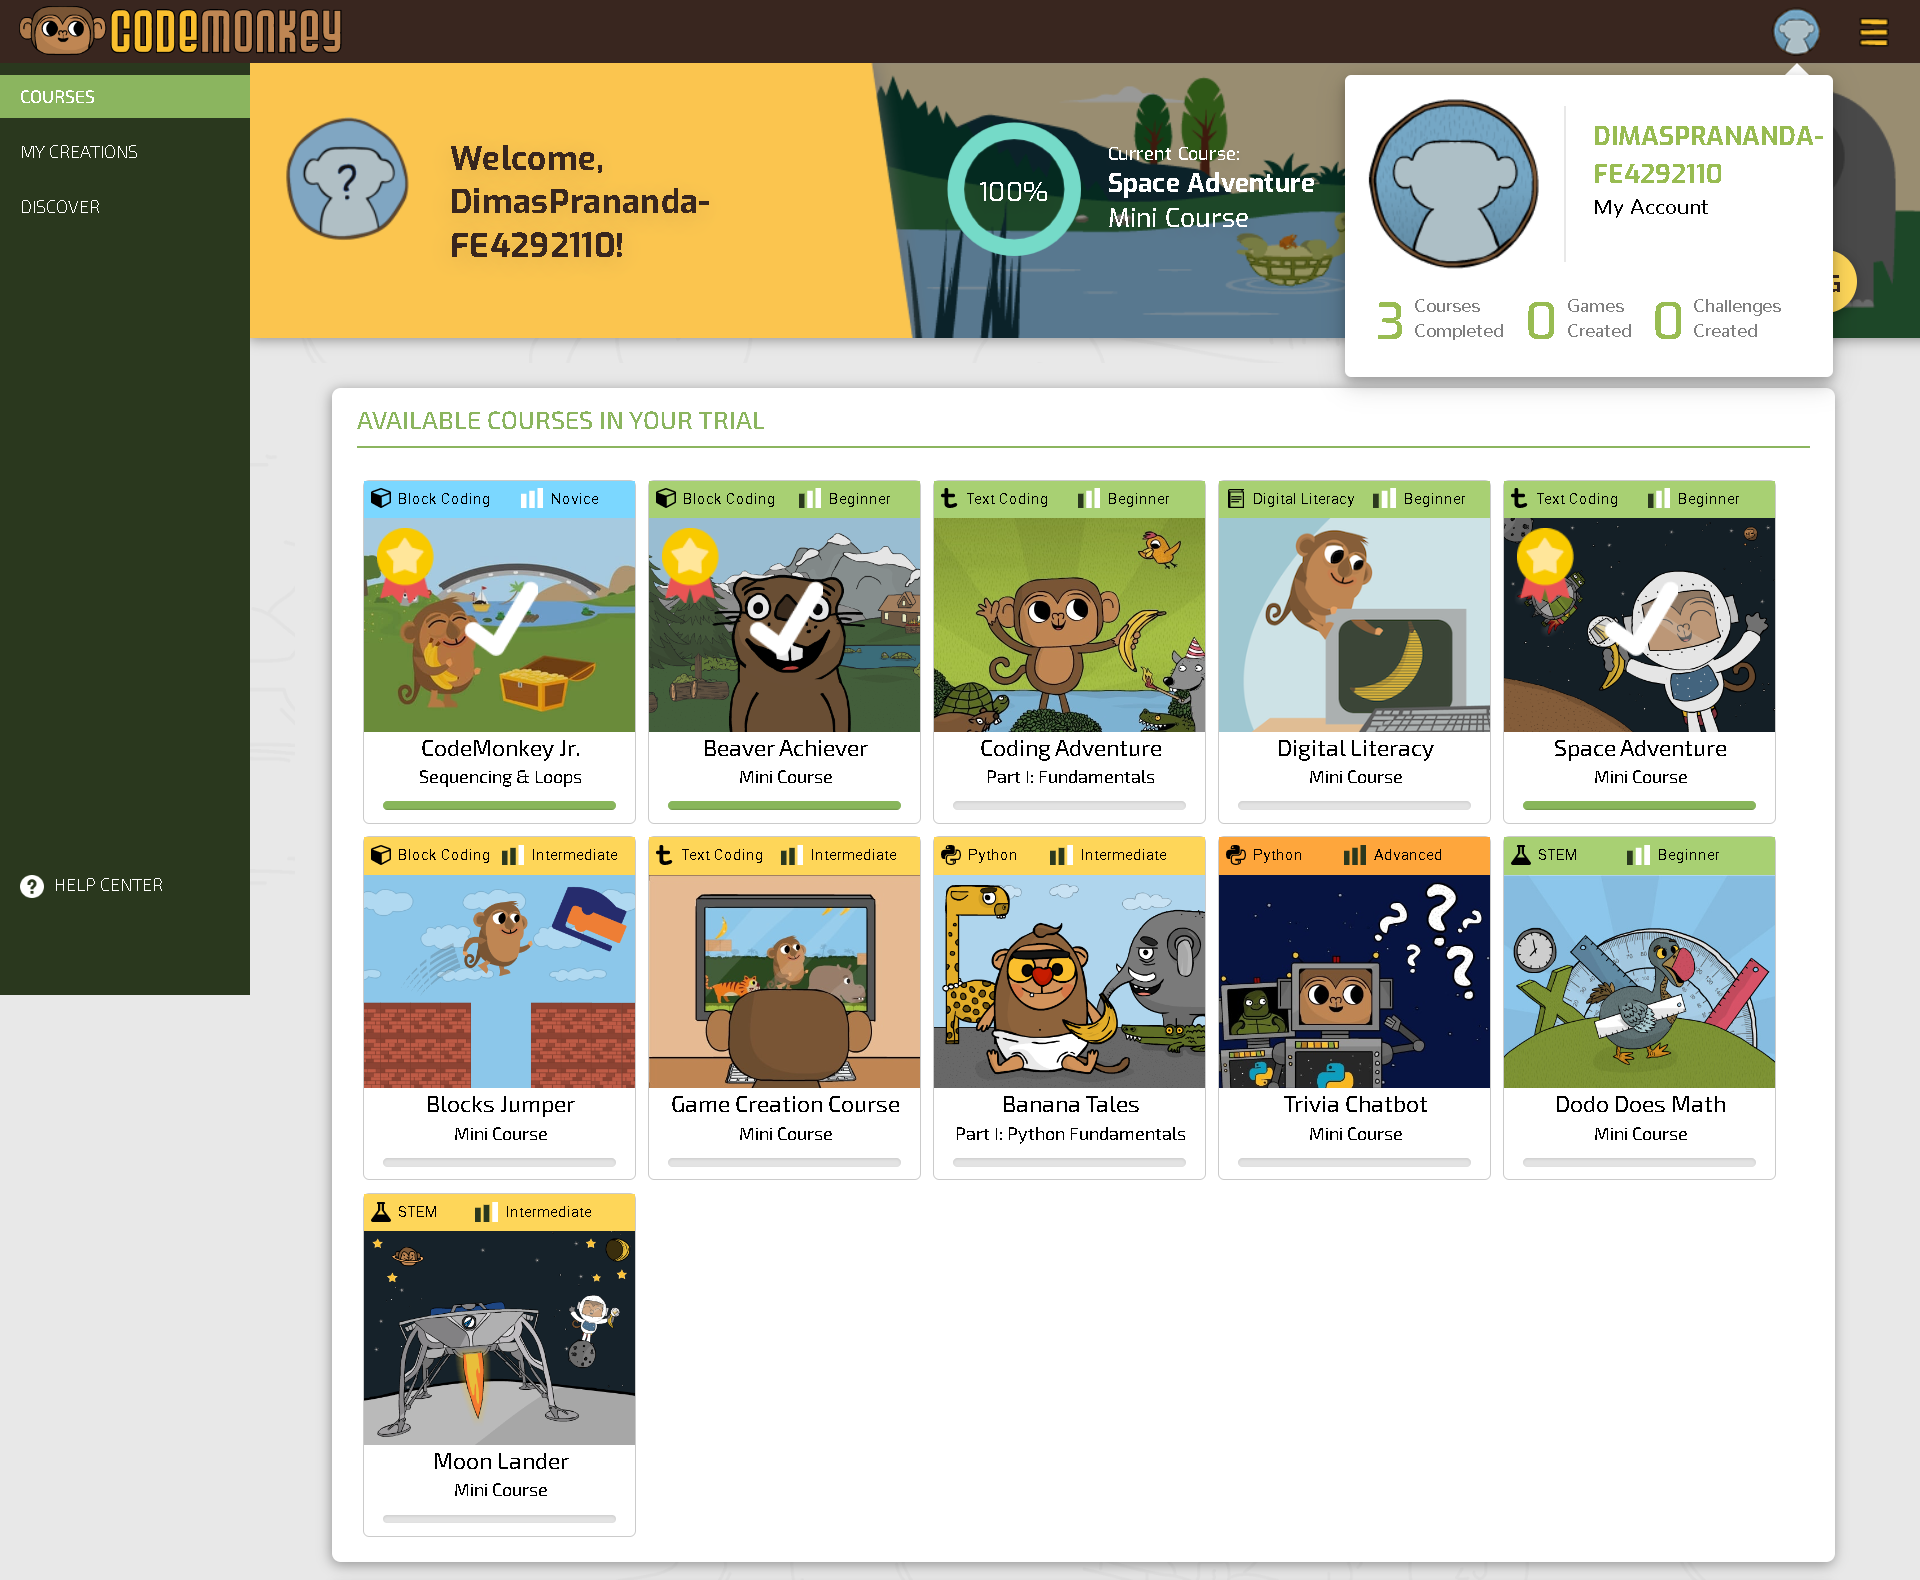 CODEMONKEY
COURSES
MY CREATIONS
DISCOVER
HELP CENTER
?
Welcome,
DimasPrananda-
FE4292110!
100%
Current Course:
Space Adventure
Mini Course
DIMASPRANANDA-
FE4292110
My Account
3 Courses Completed
0 Games Created
0 Challenges Created
AVAILABLE COURSES IN YOUR TRIAL
Block Coding Novice
CodeMonkey Jr.
Sequencing & Loops
Block Coding Beginner
Beaver Achiever
Mini Course
Text Coding Beginner
Coding Adventure
Part I: Fundamentals
Digital Literacy Beginner
Digital Literacy
Mini Course
Text Coding Beginner
Space Adventure
Mini Course
Block Coding Intermediate
Blocks Jumper
Mini Course
Text Coding Intermediate
Game Creation Course
Mini Course
Python Intermediate
Banana Tales
Part I: Python Fundamentals
Python Advanced
Trivia Chatbot
Mini Course
STEM Beginner
Dodo Does Math
Mini Course
STEM Intermediate
Moon Lander
Mini Course